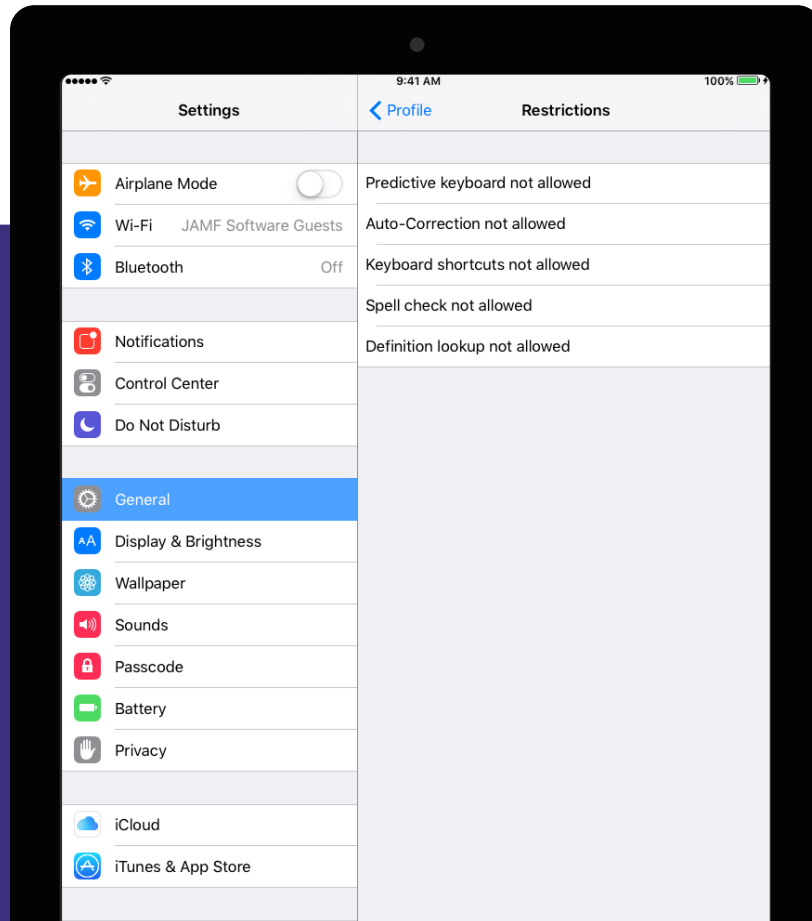 9:41 AM
100%
Settings
Profile
Restrictions
Airplane Mode
Wi-Fi JAMF Software Guests
Bluetooth Off
Notifications
Control Center
Do Not Disturb
General
AA Display & Brightness
Wallpaper
Sounds
Passcode
Battery
Privacy
iCloud
iTunes & App Store
Predictive keyboard not allowed
Auto-Correction not allowed
Keyboard shortcuts not allowed
Spell check not allowed
Definition lookup not allowed